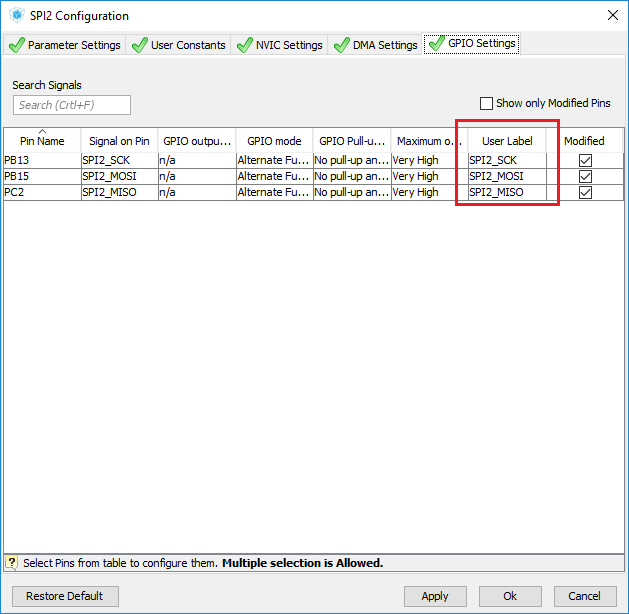 SPI2 Configuration
Parameter Settings User Constants NVIC Settings DMA Settings GPIO Settings
Search Signals
Search (CrtI+F)
Show only Modified Pins
Pin Name Signal on Pin GPIO outpu... GPIO mode GPIO Pull-u... Maximum o... User Label Modified
PB13 SPI2_SCK n/a Alternate Fu... No pull-up an... Very High SPI2_SCK
PB15 SPI2_MOSI n/a Alternate Fu... No pull-up an... Very High SPI2_MOSI
PC2 SPI2_MISO n/a Alternate Fu... No pull-up an... Very High SPI2_MISO
? Select Pins from table to configure them. Multiple selection is Allowed.
Restore Default Apply Ok Cancel